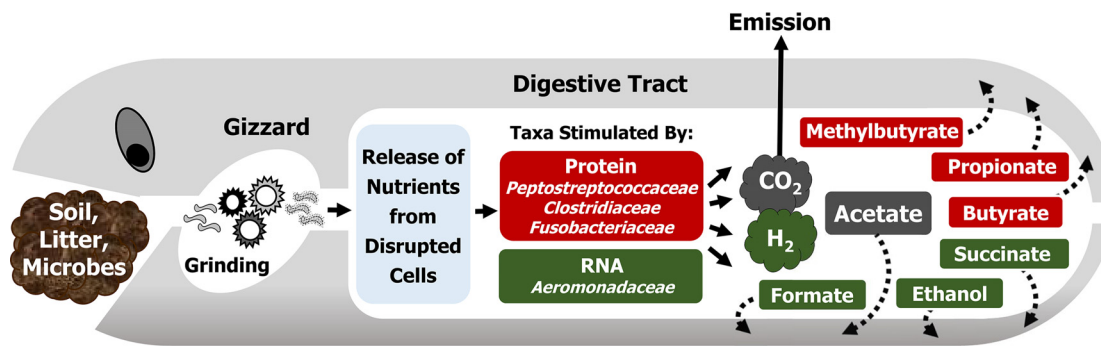 Emission
Digestive Tract
Gizzard
Soil,
Litter,
Microbes
Grinding
Release of
Nutrients
from
Disrupted
Cells
Taxa Stimulated By:
Protein
Peptostreptococcaceae
Clostridiaceae
Fusobacteriaceae
RNA
Aeromonadaceae
CO₂
H₂
Methylbutyrate
Propionate
Acetate
Butyrate
Succinate
Formate
Ethanol